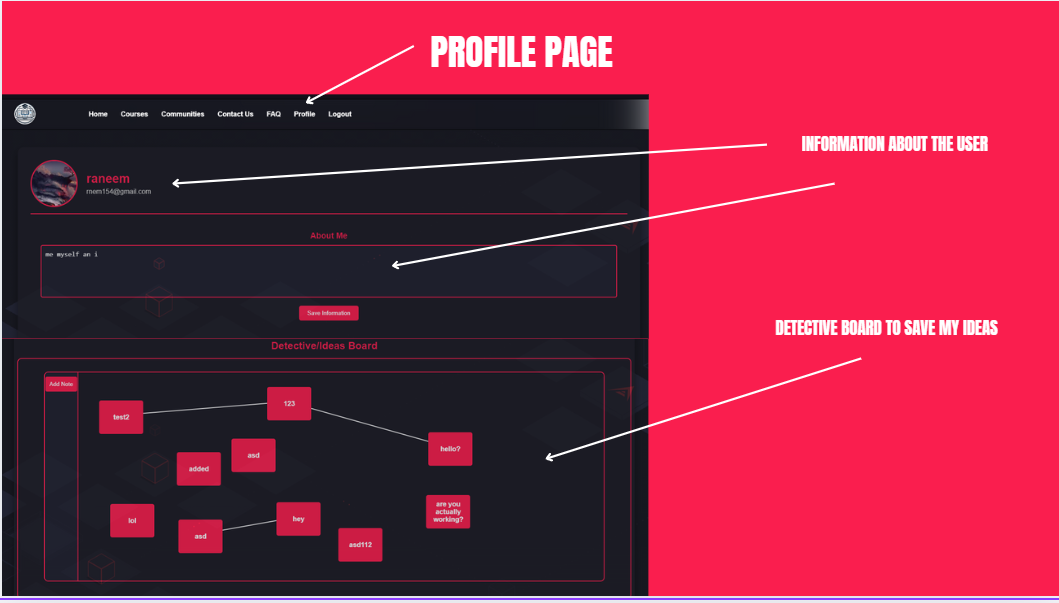 PROFILE PAGE
Home Courses Communities Contact Us FAQ Profile Logout
INFORMATION ABOUT THE USER
raneem
rnem154@gmail.com
About Me
me myself an i
Save Information
DETECTIVE BOARD TO SAVE MY IDEAS
Detective/Ideas Board
Add Note
test2
123
hello?
asd
added
are you
actually
working?
lol
hey
asd
asd112